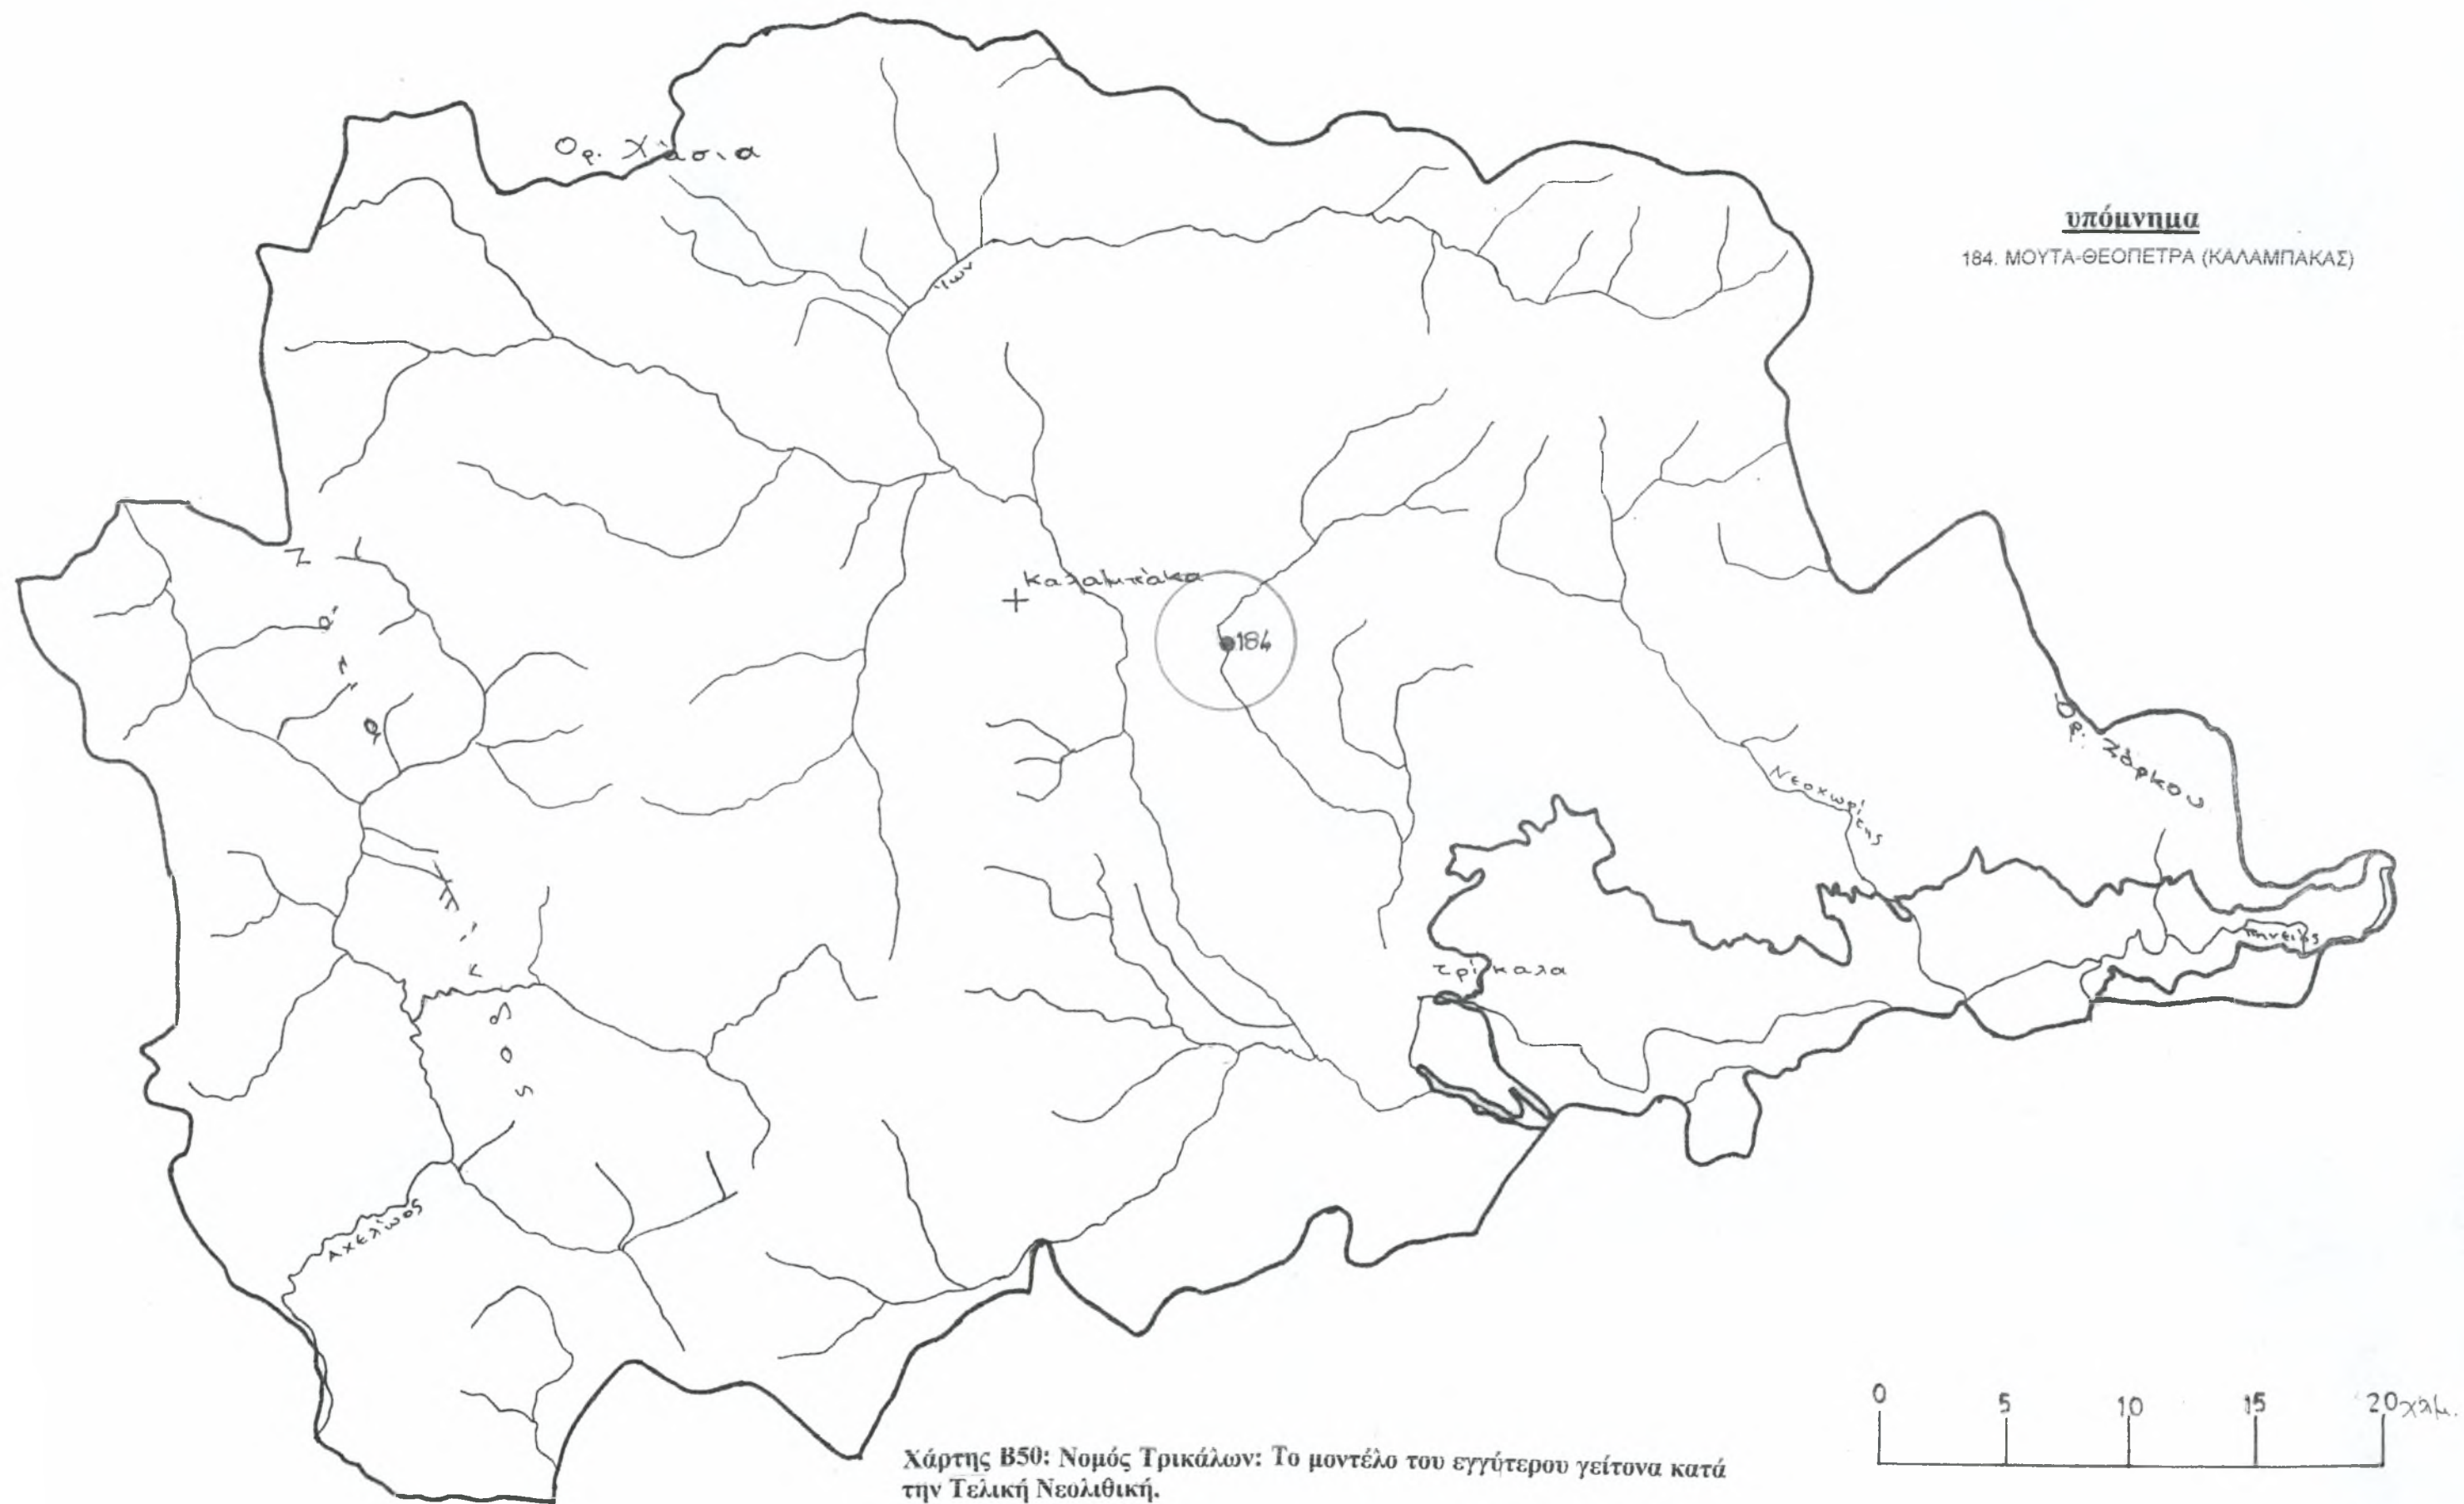 Ορ. Χάσια
υπόμνημα
184. ΜΟΥΤΑ-ΘΕΟΠΕΤΡΑ (ΚΑΛΑΜΠΑΚΑΣ)
Ίων
Καλαμπάκα
184
Ορ. Ζάρκου
Νεοχωρίτης
Πηνειός
Τρίκαλα
Αχελώος
0 5 10 15 20 χλμ.
Χάρτης Β50: Νομός Τρικάλων: Το μοντέλο του εγγύτερου γείτονα κατά
την Τελική Νεολιθική.